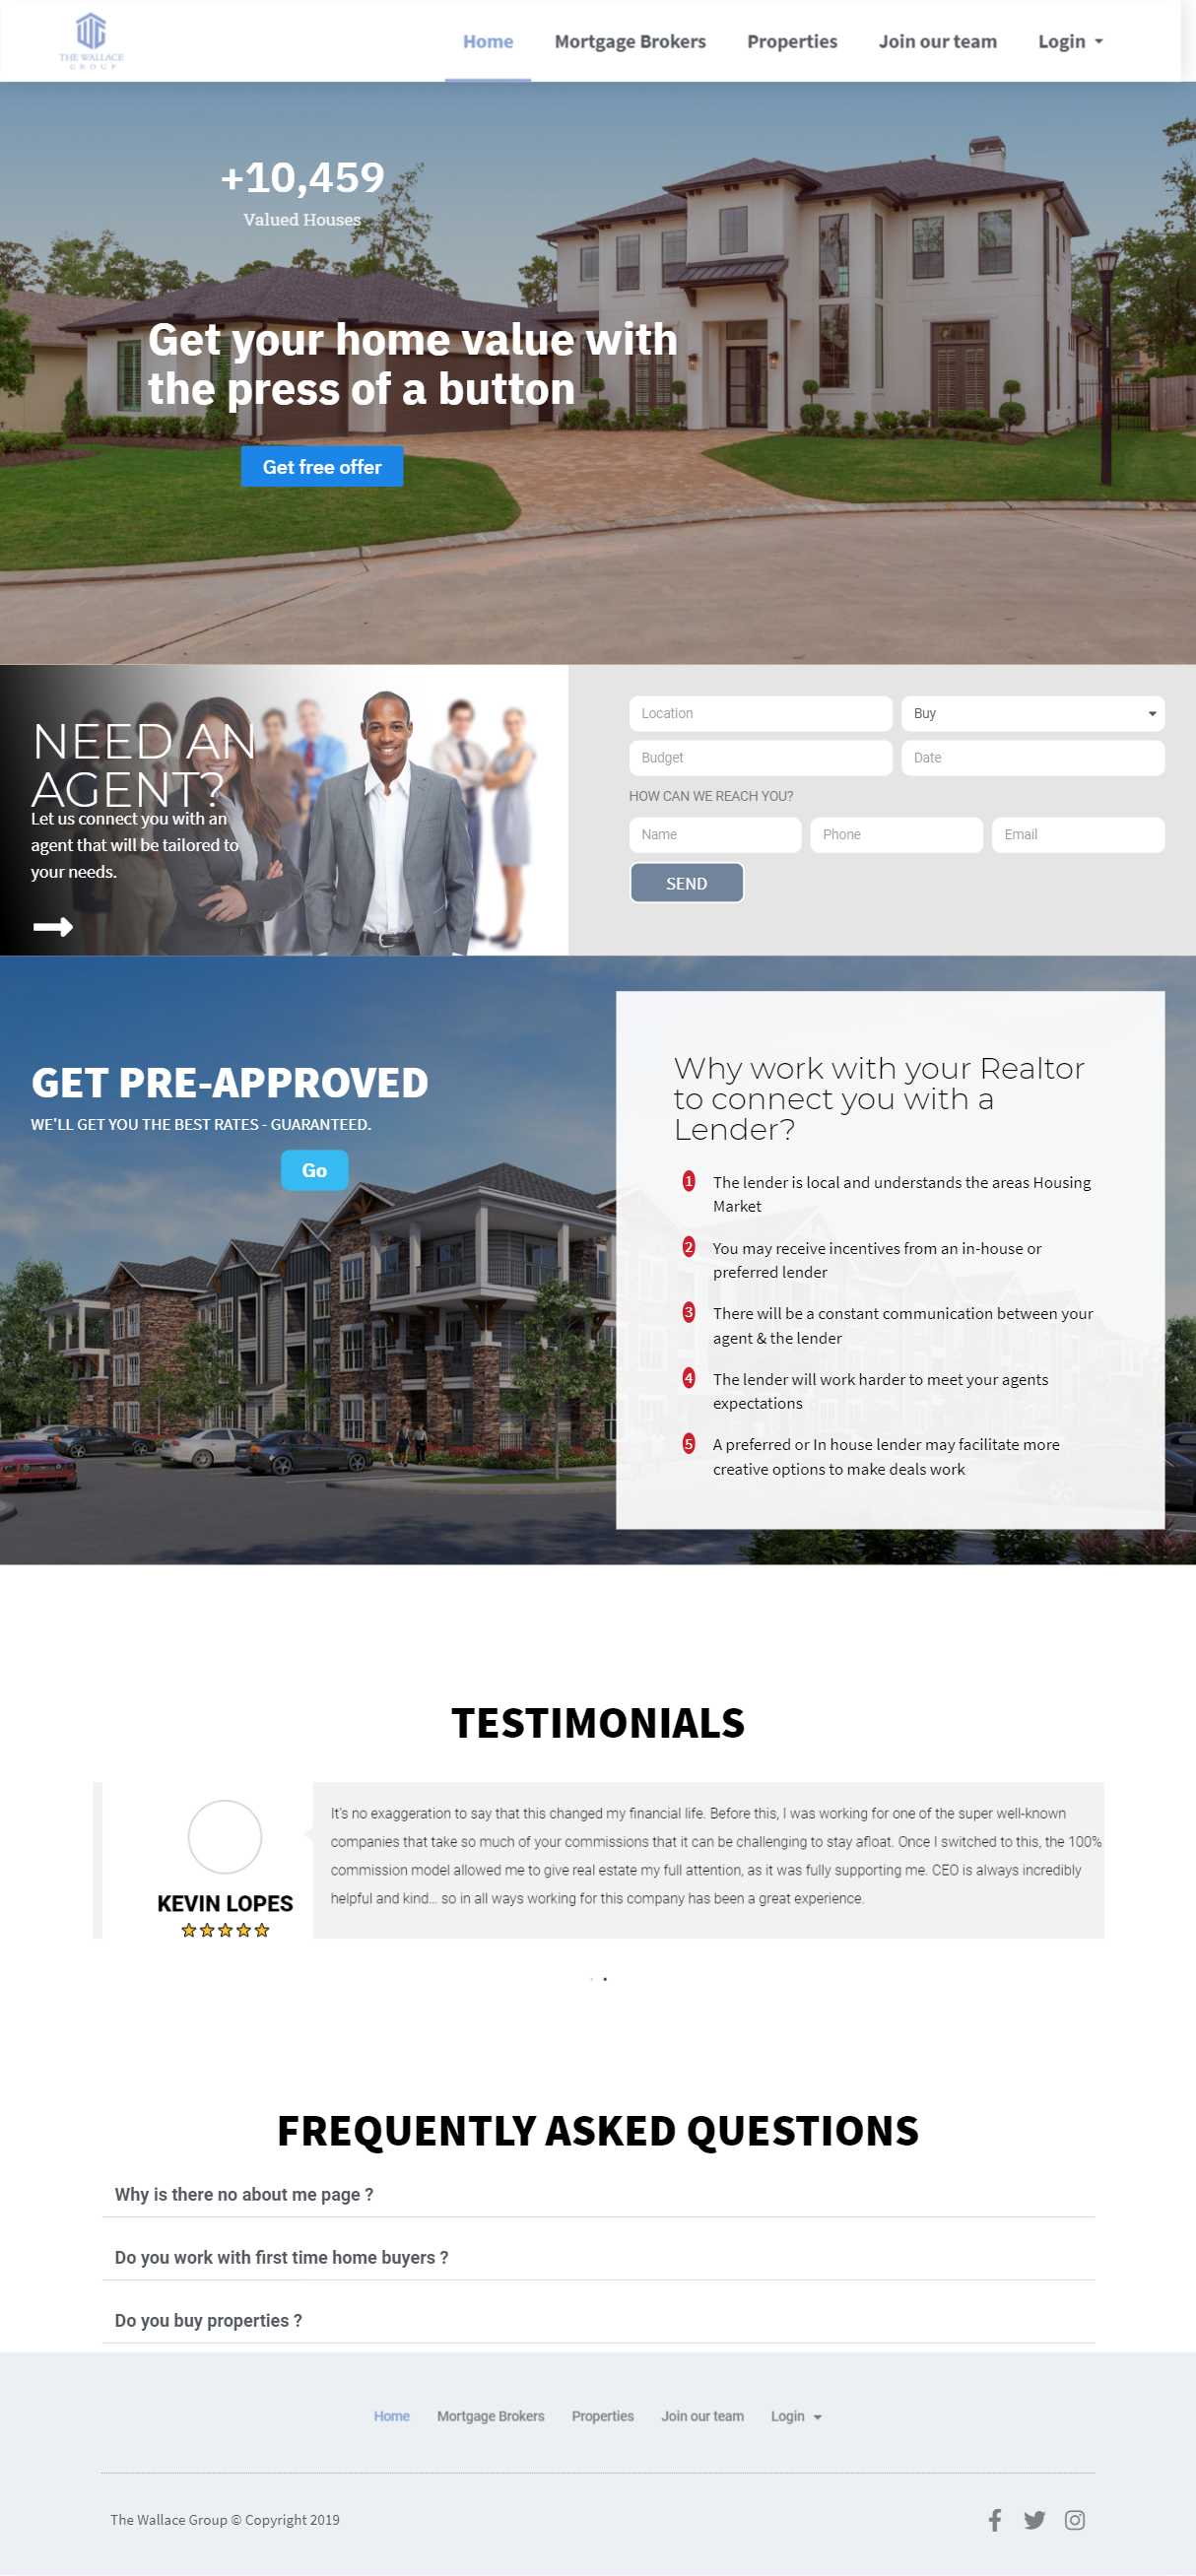 THE WALLACE
GROUP
Home Mortgage Brokers Properties Join our team Login
+10,459
Valued Houses
Get your home value with
the press of a button
Get free offer
NEED AN
AGENT?
Let us connect you with an
agent that will be tailored to
your needs.
Location Buy
Budget Date
HOW CAN WE REACH YOU?
Name Phone Email
SEND
GET PRE-APPROVED
WE'LL GET YOU THE BEST RATES - GUARANTEED.
Go
Why work with your Realtor
to connect you with a
Lender?
1 The lender is local and understands the areas Housing
Market
2 You may receive incentives from an in-house or
preferred lender
3 There will be a constant communication between your
agent & the lender
4 The lender will work harder to meet your agents
expectations
5 A preferred or In house lender may facilitate more
creative options to make deals work
TESTIMONIALS
It's no exaggeration to say that this changed my financial life. Before this, I was working for one of the super well-known
companies that take so much of your commissions that it can be challenging to stay afloat. Once I switched to this, the 100%
commission model allowed me to give real estate my full attention, as it was fully supporting me. CEO is always incredibly
helpful and kind... so in all ways working for this company has been a great experience.
KEVIN LOPES
FREQUENTLY ASKED QUESTIONS
Why is there no about me page ?
Do you work with first time home buyers ?
Do you buy properties ?
Home Mortgage Brokers Properties Join our team Login
The Wallace Group © Copyright 2019